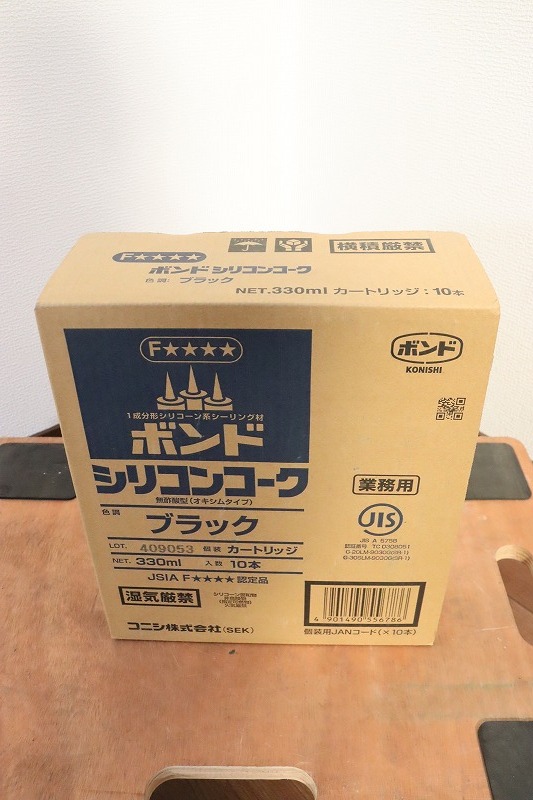 F★★★★
横積厳禁
ボンド シリコンコーク
色調: ブラック
NET.330ml カートリッジ:10本
F★★★★
1成分形シリコーン系シーリング材
ボンド
シリコンコーク
無酢酸型(オキシムタイプ)
色調
ブラック
LOT. 409053 個装 カートリッジ
NET. 330ml 入数 10本
JSIA F★★★★認定品
湿気厳禁
コニシ株式会社(SEK)
ボンド
KONISHI
業務用
JIS
JIS A 5758
4 901490 556786
個装用JANコード(×10本)